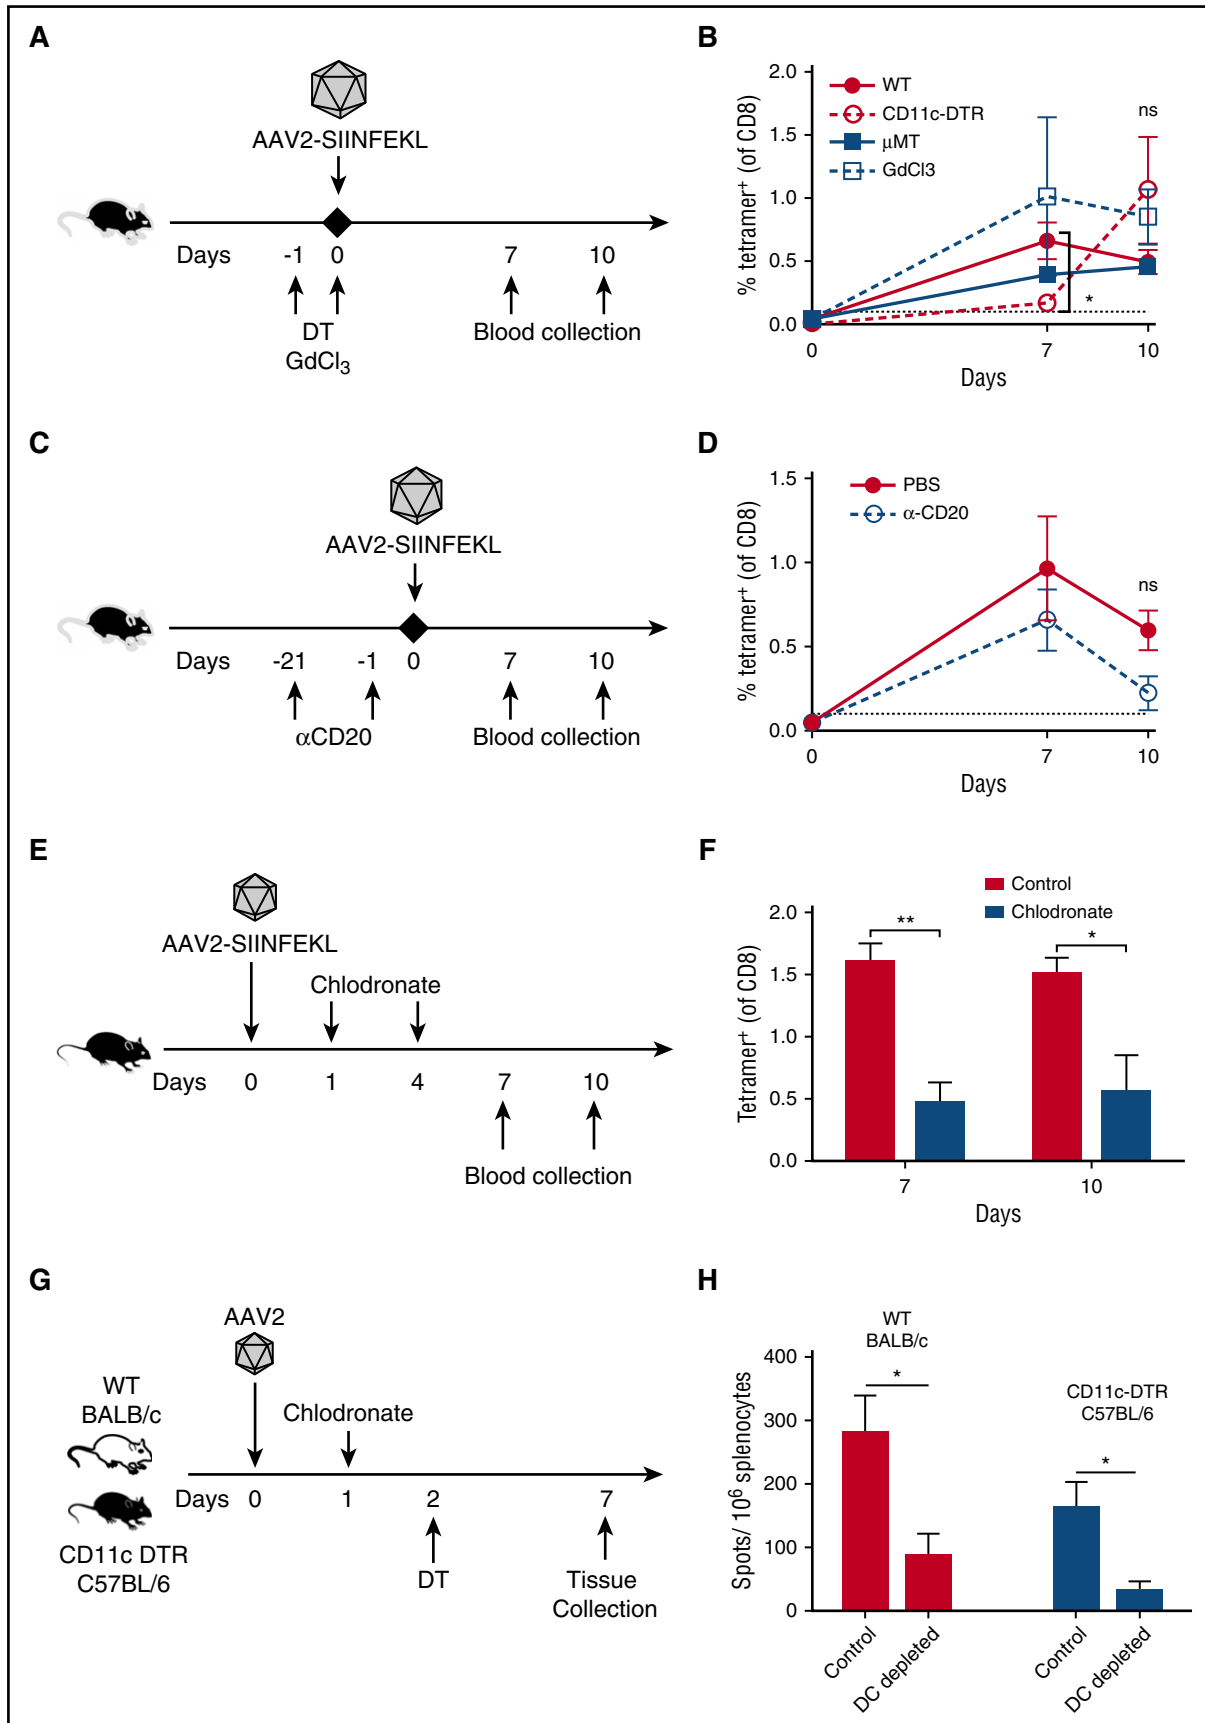 A
AAV2-SIINFEKL
Days -1 0 7 10
DT
GdCl3
Blood collection
B
% tetramer+ (of CD8)
2.0
1.5
1.0
0.5
0.0
WT
CD11c-DTR
μMT
GdCl3
ns
*
0 7 10
Days
C
AAV2-SIINFEKL
Days -21 -1 0 7 10
αCD20
Blood collection
D
% tetramer+ (of CD8)
1.5
1.0
0.5
0.0
PBS
α-CD20
ns
0 7 10
Days
E
AAV2-SIINFEKL
Chlodronate
Days 0 1 4 7 10
Blood collection
F
Control
Chlodronate
Tetramer+ (of CD8)
2.0
1.5
1.0
0.5
0.0
**
*
7 10
Days
G
AAV2
WT
BALB/c
Chlodronate
Days 0 1 2 7
CD11c DTR
C57BL/6
DT
Tissue
Collection
H
WT
BALB/c
CD11c-DTR
C57BL/6
Spots/ 10⁶ splenocytes
400
300
200
100
0
*
*
Control
DC depleted
Control
DC depleted